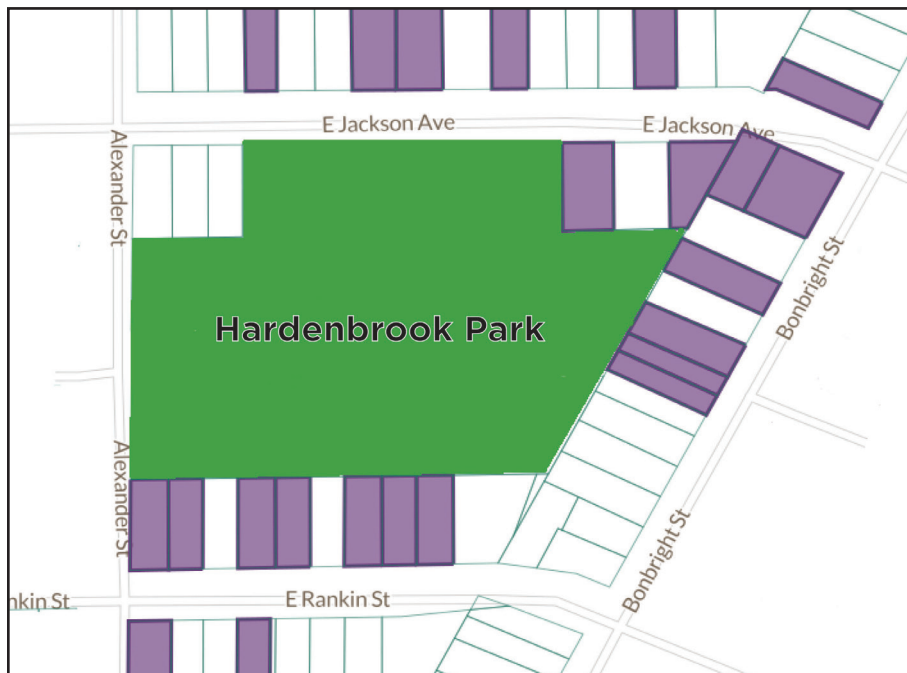 E Jackson Ave
E Jackson Ave
Alexander St
Hardenbrook Park
Bonbright St
Alexander St
Bonbright St
nkin St
E Rankin St